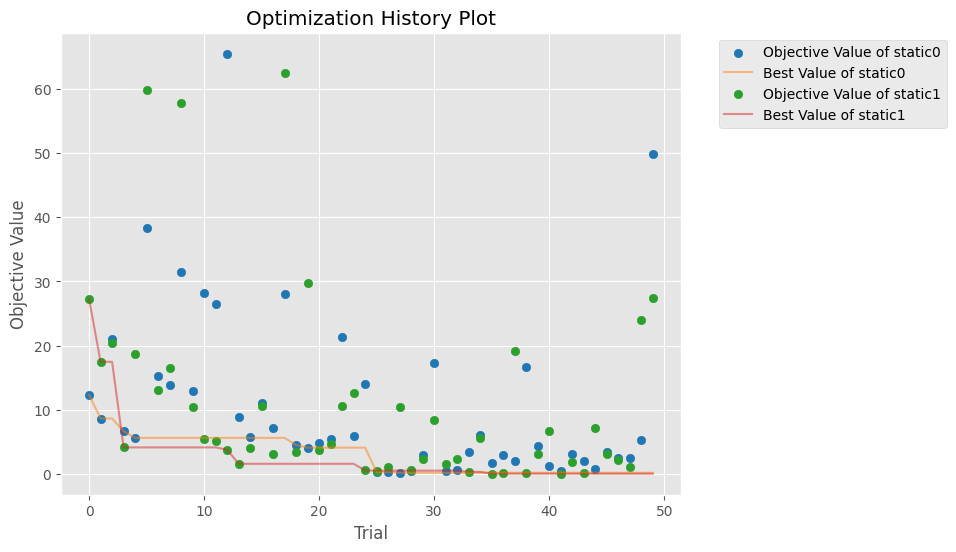 Optimization History Plot
Objective Value of static0
Best Value of static0
Objective Value of static1
Best Value of static1
Objective Value
60
50
40
30
20
10
0
0 10 20 30 40 50
Trial